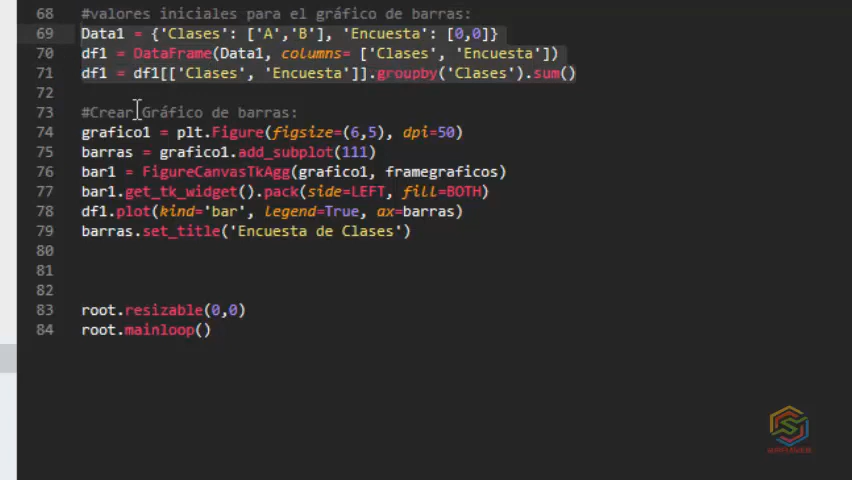 68 #valores iniciales para el gráfico de barras:
69 Data1 = {'Clases': ['A','B'], 'Encuesta': [0,0]}
70 df1 = DataFrame(Data1, columns= ['Clases', 'Encuesta'])
71 df1 = df1[['Clases', 'Encuesta']].groupby('Clases').sum()
72
73 #Crear Gráfico de barras:
74 grafico1 = plt.Figure(figsize=(6,5), dpi=50)
75 barras = grafico1.add_subplot(111)
76 bar1 = FigureCanvasTkAgg(grafico1, framegraficos)
77 bar1.get_tk_widget().pack(side=LEFT, fill=BOTH)
78 df1.plot(kind='bar', legend=True, ax=barras)
79 barras.set_title('Encuesta de Clases')
80
81
82
83 root.resizable(0,0)
84 root.mainloop()